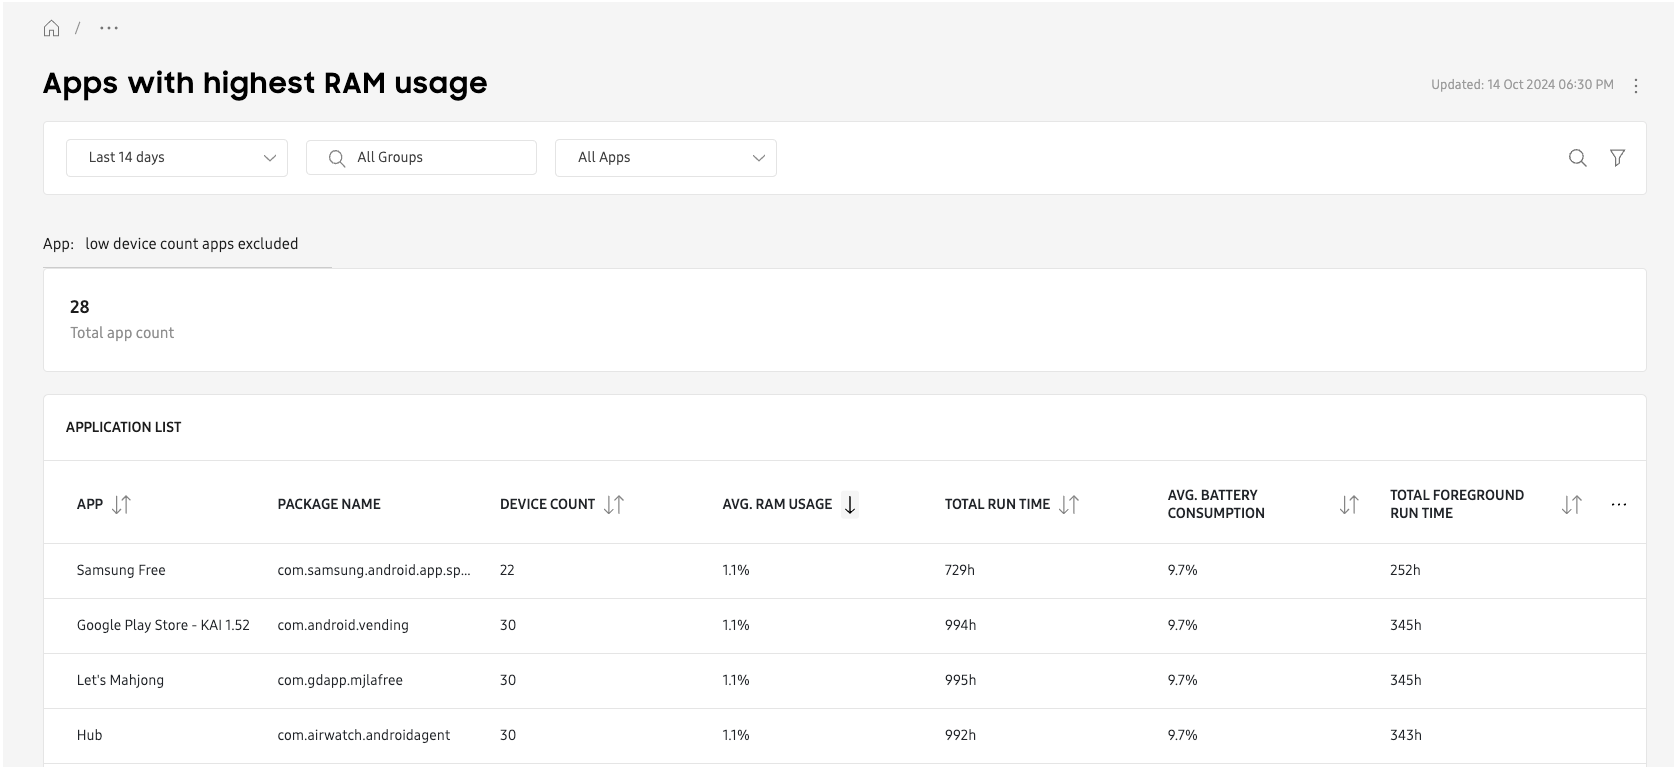 / ...
Apps with highest RAM usage
Updated: 14 Oct 2024 06:30 PM
Last 14 days All Groups All Apps
App: low device count apps excluded
28
Total app count
APPLICATION LIST
APP PACKAGE NAME DEVICE COUNT AVG. RAM USAGE TOTAL RUN TIME AVG. BATTERY CONSUMPTION TOTAL FOREGROUND RUN TIME ...
Samsung Free com.samsung.android.app.sp... 22 1.1% 729h 9.7% 252h
Google Play Store - KAI 1.52 com.android.vending 30 1.1% 994h 9.7% 345h
Let's Mahjong com.gdapp.mjlafree 30 1.1% 995h 9.7% 345h
Hub com.airwatch.androidagent 30 1.1% 992h 9.7% 343h